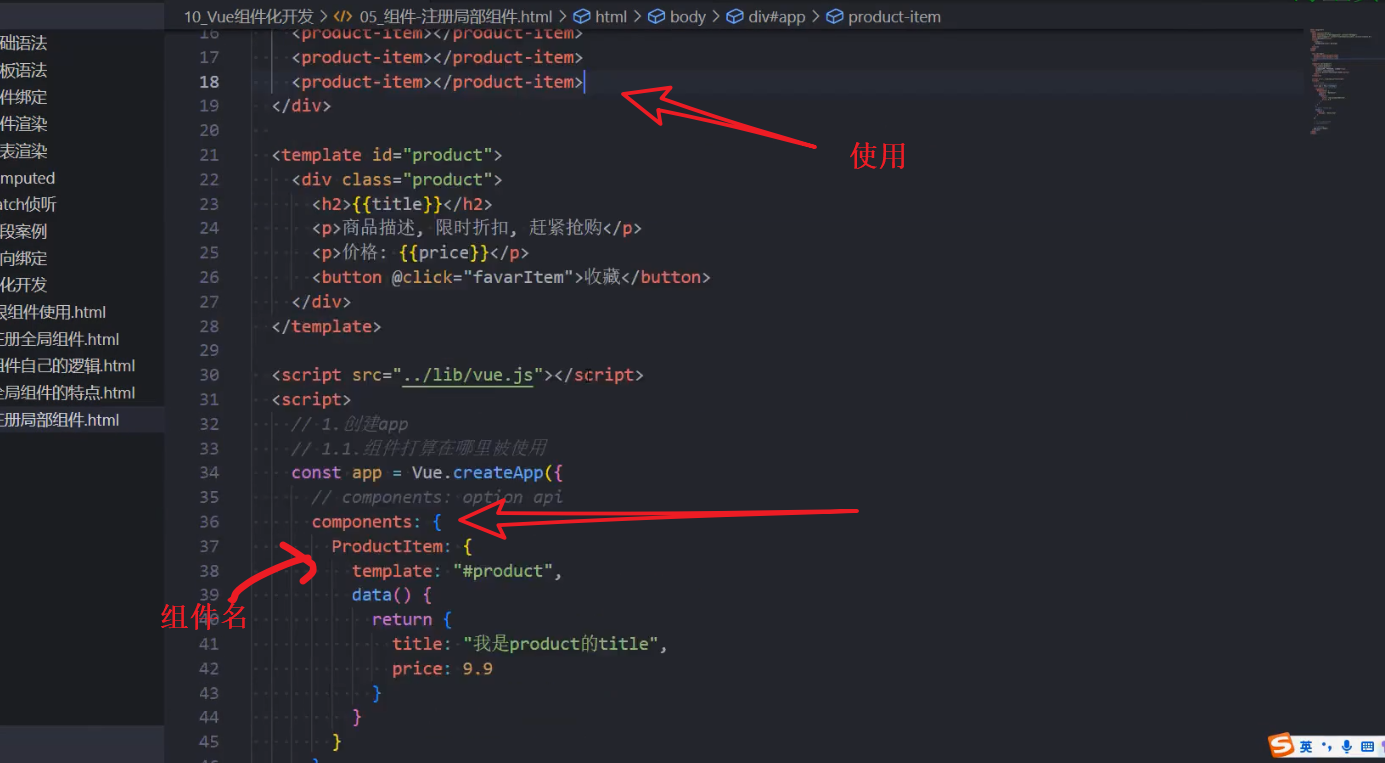 10_Vue组件化开发 > 05_组件-注册局部组件.html > html > body > div#app > product-item
础语法
板语法
件绑定
件渲染
表渲染
mputed
atch侦听
段案例
向绑定
化开发
组件使用.html
册全局组件.html
件自己的逻辑.html
全局组件的特点.html
册局部组件.html
16 <product-item></product-item>
17 <product-item></product-item>
18 <product-item></product-item>
19 </div>
20
21 <template id="product">
22 <div class="product">
23 <h2>{{title}}</h2>
24 <p>商品描述, 限时折扣, 赶紧抢购</p>
25 <p>价格: {{price}}</p>
26 <button @click="favarItem">收藏</button>
27 </div>
28 </template>
29
30 <script src="../lib/vue.js"></script>
31 <script>
32 // 1.创建app
33 // 1.1.组件打算在哪里被使用
34 const app = Vue.createApp({
35 // components: option api
36 components: {
37 ProductItem: {
38 template: "#product",
39 data() {
40 return {
41 title: "我是product的title",
42 price: 9.9
43 }
44 }
45 }
使用
组件名
英